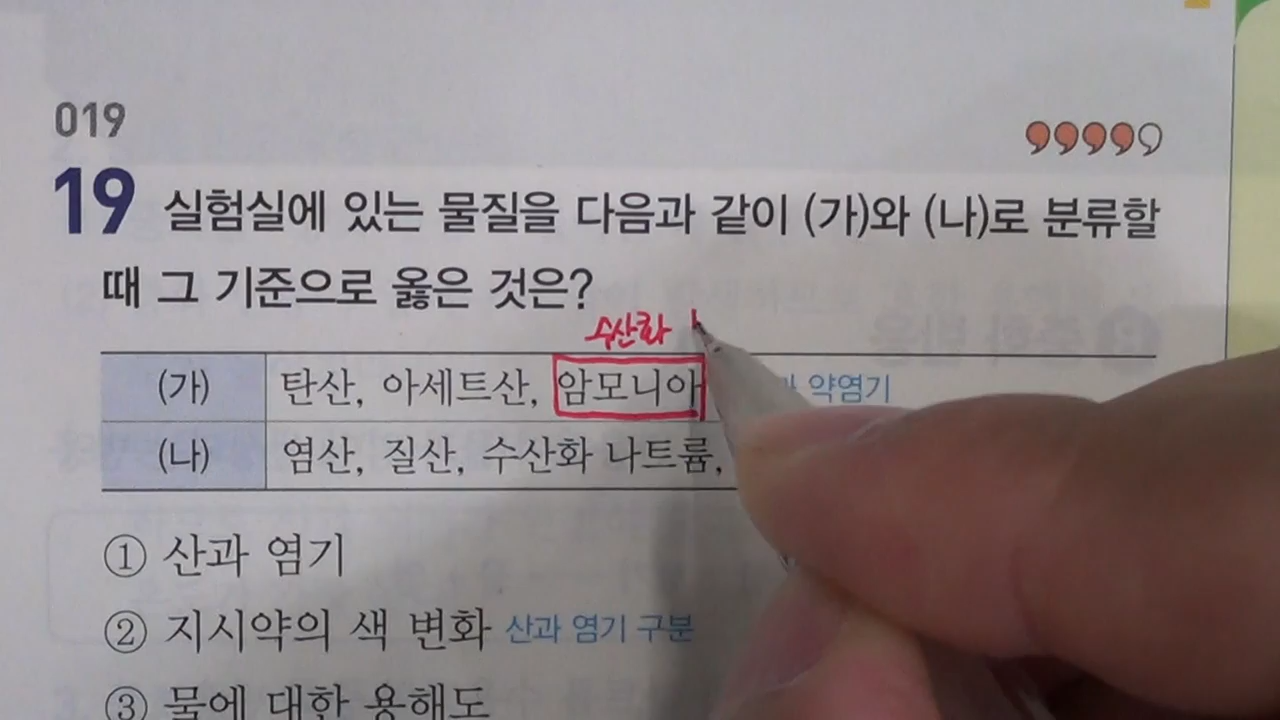 019
19 실험실에 있는 물질을 다음과 같이 (가)와 (나)로 분류할
때 그 기준으로 옳은 것은?
수산화
(가) 탄산, 아세트산, 암모니아 약염기
(나) 염산, 질산, 수산화 나트륨,
① 산과 염기
② 지시약의 색 변화 산과 염기 구분
③ 물에 대한 용해도